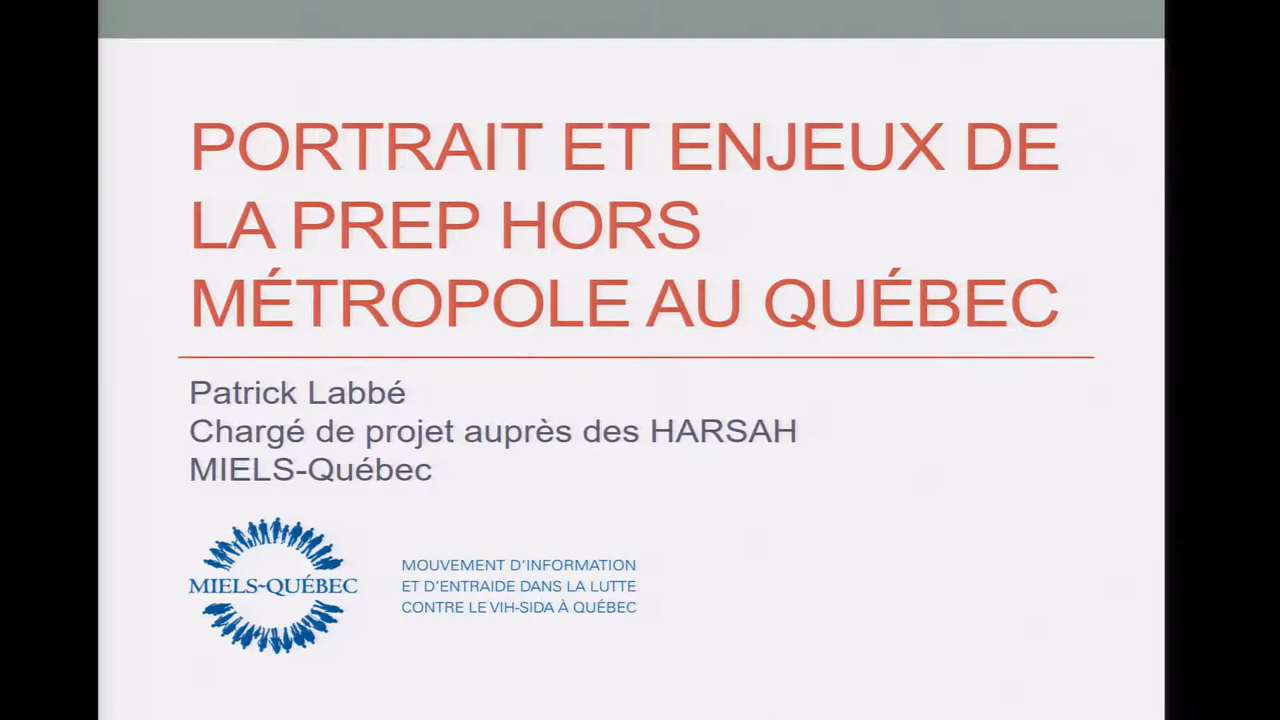 PORTRAIT ET ENJEUX DE
LA PREP HORS
MÉTROPOLE AU QUÉBEC
Patrick Labbé
Chargé de projet auprès des HARSAH
MIELS-Québec
MIELS~QUÉBEC
MOUVEMENT D'INFORMATION
ET D'ENTRAIDE DANS LA LUTTE
CONTRE LE VIH-SIDA À QUÉBEC